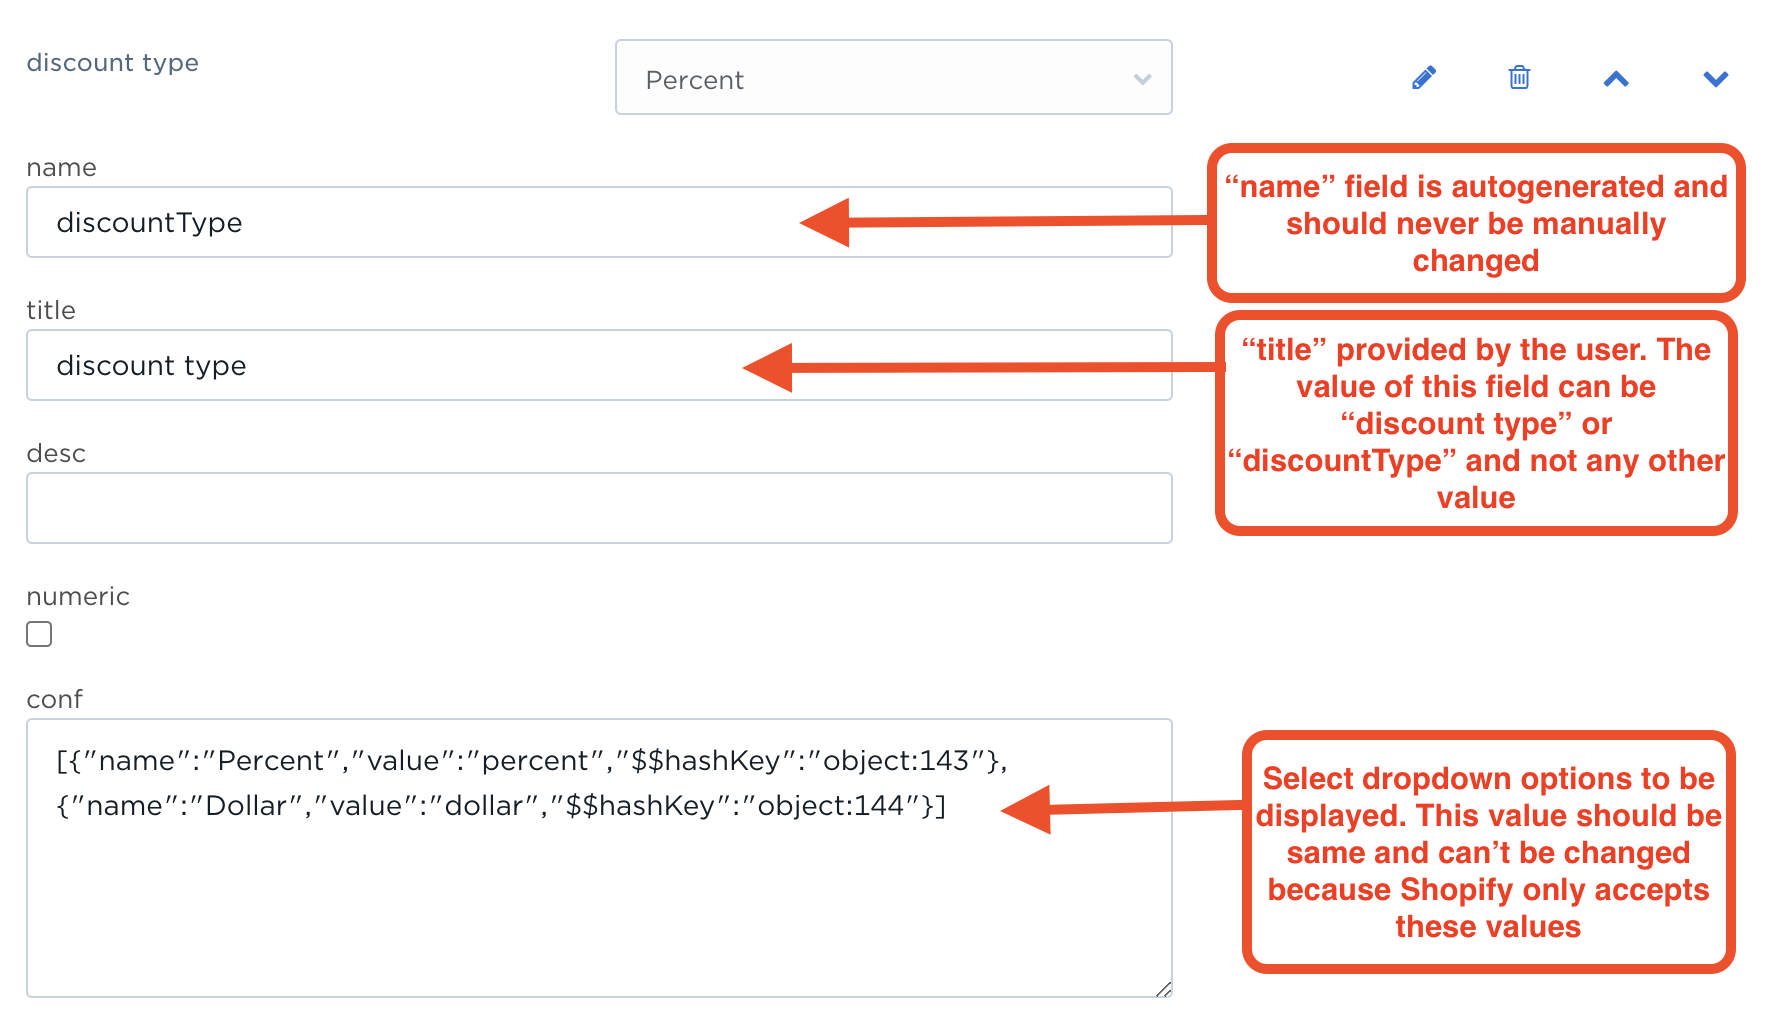 discount type
Percent
name
discountType
“name” field is autogenerated and
should never be manually
changed
title
discount type
“title” provided by the user. The
value of this field can be
“discount type” or
“discountType” and not any other
value
desc
numeric
conf
[{"name":"Percent","value":"percent","$$hashKey":"object:143"},
{"name":"Dollar","value":"dollar","$$hashKey":"object:144"}]
Select dropdown options to be
displayed. This value should be
same and can’t be changed
because Shopify only accepts
these values